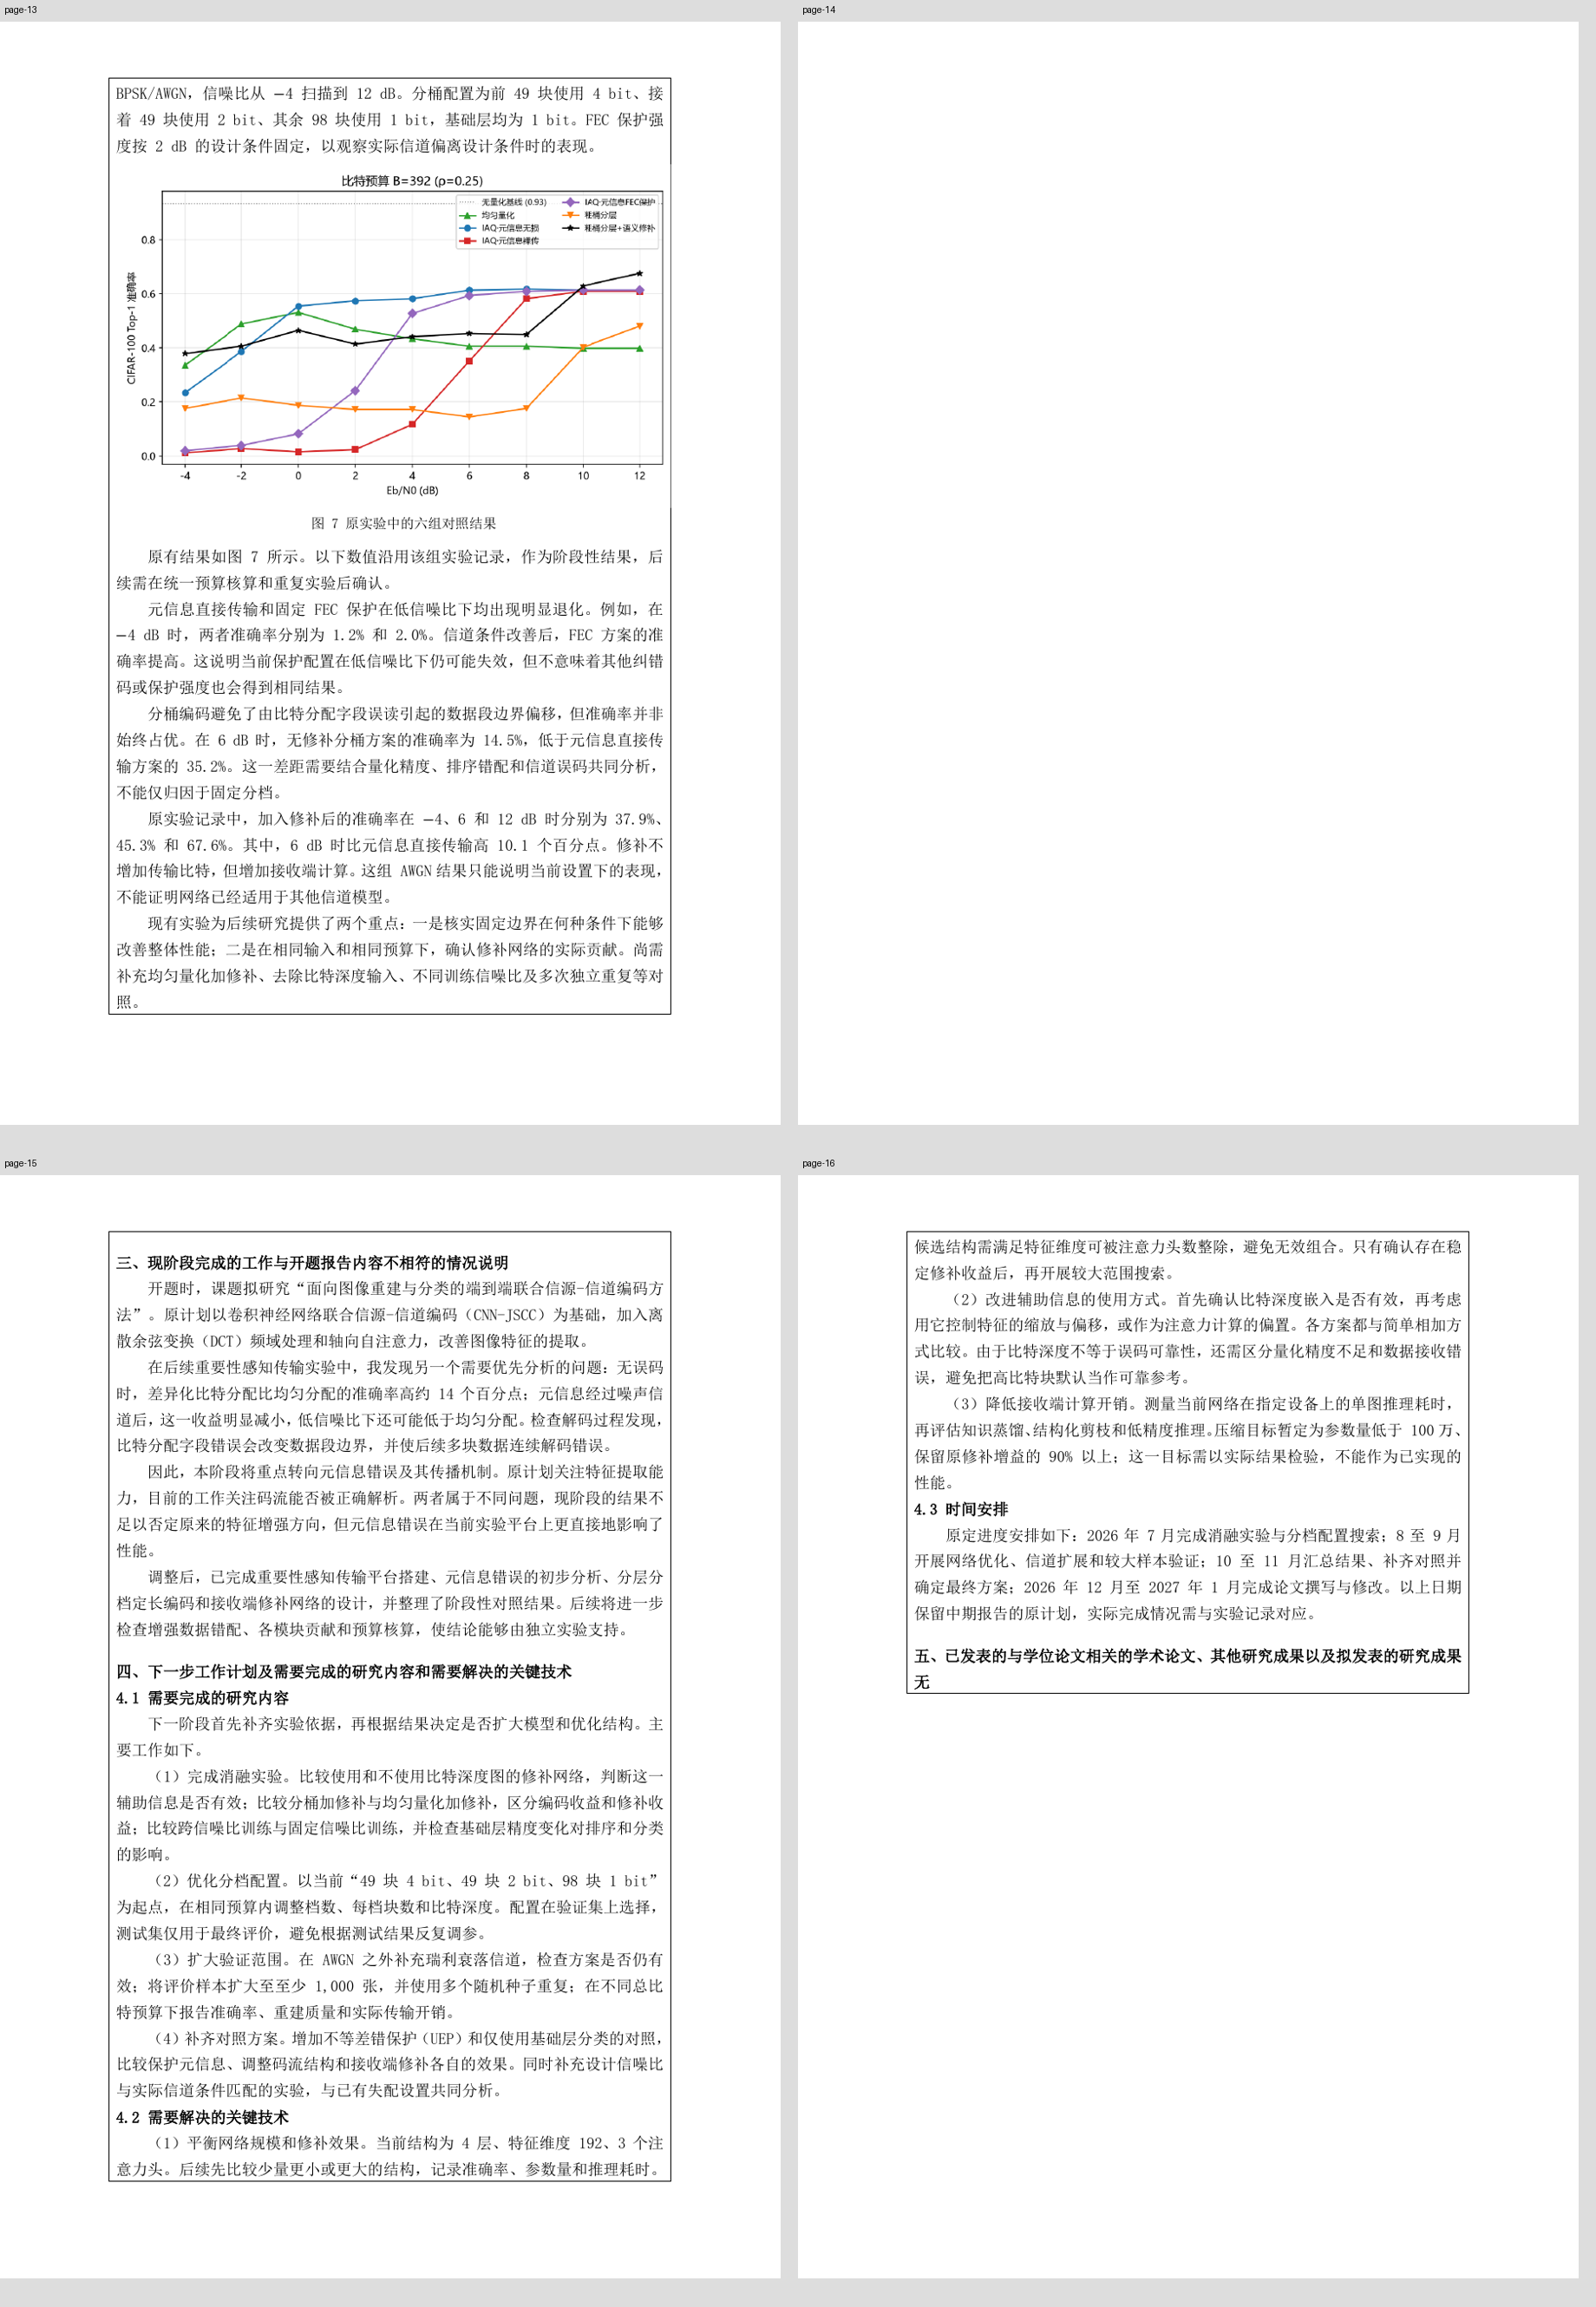 page-13
BPSK/AWGN，信噪比从 −4 扫描到 12 dB。分桶配置为前 49 块使用 4 bit、接
着 49 块使用 2 bit、其余 98 块使用 1 bit，基础层均为 1 bit。FEC 保护强
度按 2 dB 的设计条件固定，以观察实际信道偏离设计条件时的表现。
比特预算 B=392 (ρ=0.25)
无量化基线 (0.93)
均匀量化
IAQ·元信息无损
IAQ·元信息裸传
IAQ·元信息FEC保护
粗桶分层
粗桶分层+语义修补
CIFAR-100 Top-1 准确率
0.8
0.6
0.4
0.2
0.0
-4
-2
0
2
4
6
8
10
12
Eb/N0 (dB)
图 7 原实验中的六组对照结果
原有结果如图 7 所示。以下数值沿用该组实验记录，作为阶段性结果，后
续需在统一预算核算和重复实验后确认。
元信息直接传输和固定 FEC 保护在低信噪比下均出现明显退化。例如，在
−4 dB 时，两者准确率分别为 1.2% 和 2.0%。信道条件改善后，FEC 方案的准
确率提高。这说明当前保护配置在低信噪比下仍可能失效，但不意味着其他纠错
码或保护强度也会得到相同结果。
分桶编码避免了由比特分配字段误读引起的数据段边界偏移，但准确率并非
始终占优。在 6 dB 时，无修补分桶方案的准确率为 14.5%，低于元信息直接传
输方案的 35.2%。这一差距需要结合量化精度、排序错配和信道误码共同分析，
不能仅归因于固定分档。
原实验记录中，加入修补后的准确率在 −4、6 和 12 dB 时分别为 37.9%、
45.3% 和 67.6%。其中，6 dB 时比元信息直接传输高 10.1 个百分点。修补不
增加传输比特，但增加接收端计算。这组 AWGN 结果只能说明当前设置下的表现，
不能证明网络已经适用于其他信道模型。
现有实验为后续研究提供了两个重点：一是核实固定边界在何种条件下能够
改善整体性能；二是在相同输入和相同预算下，确认修补网络的实际贡献。尚需
补充均匀量化加修补、去除比特深度输入、不同训练信噪比及多次独立重复等对
照。
page-14
page-15
三、现阶段完成的工作与开题报告内容不相符的情况说明
开题时，课题拟研究“面向图像重建与分类的端到端联合信源-信道编码方
法”。原计划以卷积神经网络联合信源-信道编码（CNN-JSCC）为基础，加入离
散余弦变换（DCT）频域处理和轴向自注意力，改善图像特征的提取。
在后续重要性感知传输实验中，我发现另一个需要优先分析的问题：无误码
时，差异化比特分配比均匀分配的准确率高约 14 个百分点；元信息经过噪声信
道后，这一收益明显减小，低信噪比下还可能低于均匀分配。检查解码过程发现，
比特分配字段错误会改变数据段边界，并使后续多块数据连续解码错误。
因此，本阶段将重点转向元信息错误及其传播机制。原计划关注特征提取能
力，目前的工作关注码流能否被正确解析。两者属于不同问题，现阶段的结果不
足以否定原来的特征增强方向，但元信息错误在当前实验平台上更直接地影响了
性能。
调整后，已完成重要性感知传输平台搭建、元信息错误的初步分析、分层分
档定长编码和接收端修补网络的设计，并整理了阶段性对照结果。后续将进一步
检查增强数据错配、各模块贡献和预算核算，使结论能够由独立实验支持。
四、下一步工作计划及需要完成的研究内容和需要解决的关键技术
4.1 需要完成的研究内容
下一阶段首先补齐实验依据，再根据结果决定是否扩大模型和优化结构。主
要工作如下。
（1）完成消融实验。比较使用和不使用比特深度图的修补网络，判断这一
辅助信息是否有效；比较分桶加修补与均匀量化加修补，区分编码收益和修补收
益；比较跨信噪比训练与固定信噪比训练，并检查基础层精度变化对排序和分类
的影响。
（2）优化分档配置。以当前“49 块 4 bit、49 块 2 bit、98 块 1 bit”
为起点，在相同预算内调整档数、每档块数和比特深度。配置在验证集上选择，
测试集仅用于最终评价，避免根据测试结果反复调参。
（3）扩大验证范围。在 AWGN 之外补充瑞利衰落信道，检查方案是否仍有
效；将评价样本扩大至至少 1,000 张，并使用多个随机种子重复；在不同总比
特预算下报告准确率、重建质量和实际传输开销。
（4）补齐对照方案。增加不等差错保护（UEP）和仅使用基础层分类的对照，
比较保护元信息、调整码流结构和接收端修补各自的效果。同时补充设计信噪比
与实际信道条件匹配的实验，与已有失配设置共同分析。
4.2 需要解决的关键技术
（1）平衡网络规模和修补效果。当前结构为 4 层、特征维度 192、3 个注
意力头。后续先比较少量更小或更大的结构，记录准确率、参数量和推理耗时。
page-16
候选结构需满足特征维度可被注意力头数整除，避免无效组合。只有确认存在稳
定修补收益后，再开展较大范围搜索。
（2）改进辅助信息的使用方式。首先确认比特深度嵌入是否有效，再考虑
用它控制特征的缩放与偏移，或作为注意力计算的偏置。各方案都与简单相加方
式比较。由于比特深度不等于误码可靠性，还需区分量化精度不足和数据接收错
误，避免把高比特块默认当作可靠参考。
（3）降低接收端计算开销。测量当前网络在指定设备上的单图推理耗时，
再评估知识蒸馏、结构化剪枝和低精度推理。压缩目标暂定为参数量低于 100 万、
保留原修补增益的 90% 以上；这一目标需以实际结果检验，不能作为已实现的
性能。
4.3 时间安排
原定进度安排如下：2026 年 7 月完成消融实验与分档配置搜索；8 至 9 月
开展网络优化、信道扩展和较大样本验证；10 至 11 月汇总结果、补齐对照并
确定最终方案；2026 年 12 月至 2027 年 1 月完成论文撰写与修改。以上日期
保留中期报告的原计划，实际完成情况需与实验记录对应。
五、已发表的与学位论文相关的学术论文、其他研究成果以及拟发表的研究成果
无